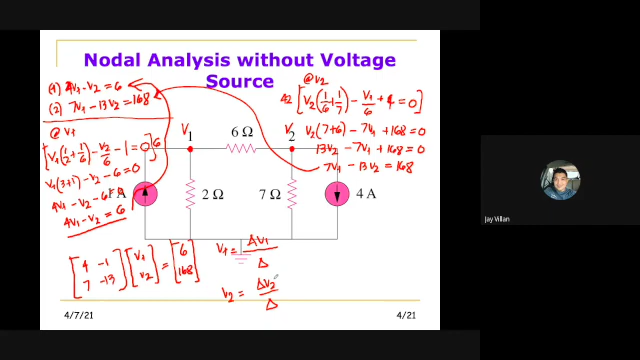 Nodal Analysis without Voltage
Source
(1) 4V1 - V2 = 6
(2) 7V1 - 13V2 = 168
@ V1
[V1(1/2 + 1/6) - V2/6 - 1 = 0] 6
V1(3+1) - V2 - 6 = 0
4V1 - V2 - 6 = 0
4V1 - V2 = 6
@ V2
42 [V2(1/6 + 1/7) - V1/6 + 4 = 0]
V2(7+6) - 7V1 + 168 = 0
13V2 - 7V1 + 168 = 0
7V1 - 13V2 = 168
V1
6 Ω
V2
1 A
2 Ω
7 Ω
4 A
[4 -1
7 -13] [V1
V2] = [6
168]
V1 = ΔV1/Δ
V2 = ΔV2/Δ
4/7/21
4/21
Jay Villan